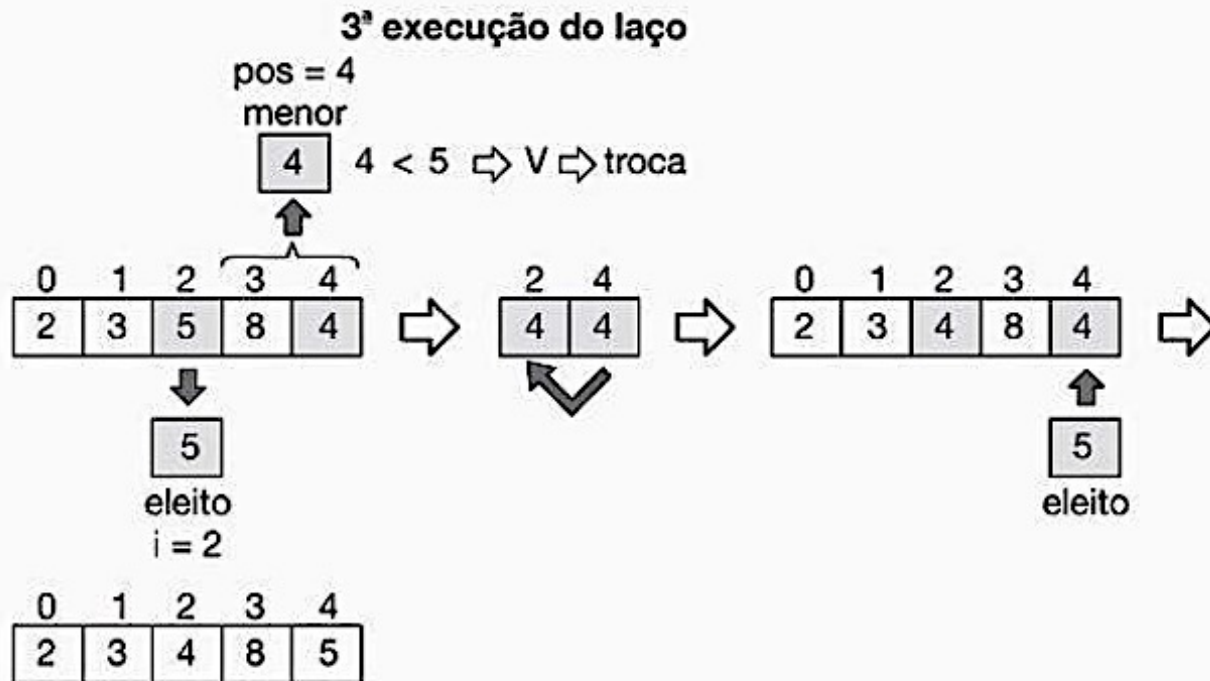 3ª execução do laço
pos = 4
menor
4 4 < 5 ⇨ V ⇨ troca
0 1 2 3 4 2 4 0 1 2 3 4
2 3 5 8 4 4 4 2 3 4 8 4
5 5
eleito eleito
i = 2
0 1 2 3 4
2 3 4 8 5